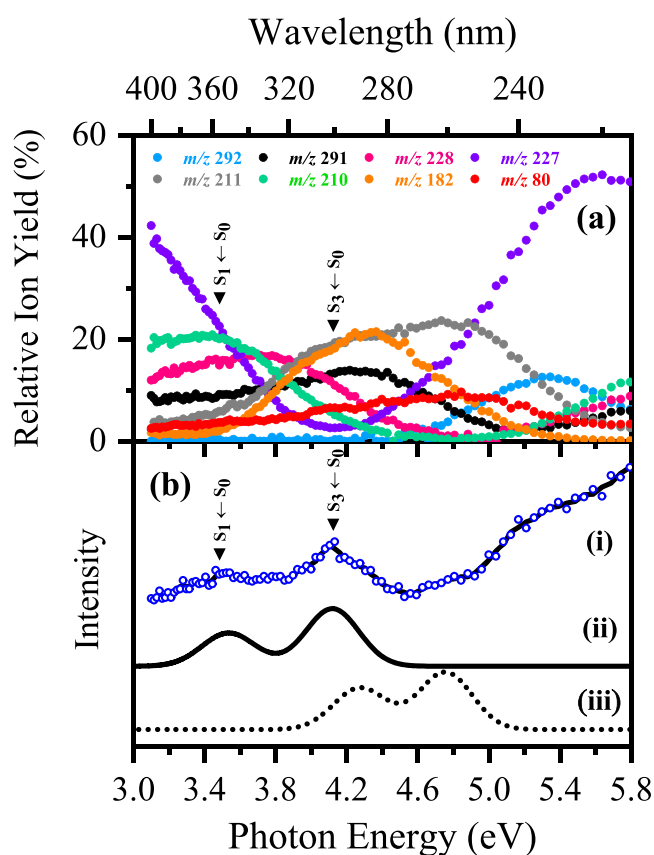 Wavelength (nm)
400 360 320 280 240
60
40
20
0
Relative Ion Yield (%)
m/z 292 m/z 291 m/z 228 m/z 227
m/z 211 m/z 210 m/z 182 m/z 80
(a)
S₁ ← S₀
S₃ ← S₀
(b)
S₁ ← S₀
S₃ ← S₀
(i)
(ii)
(iii)
Intensity
3.0 3.4 3.8 4.2 4.6 5.0 5.4 5.8
Photon Energy (eV)